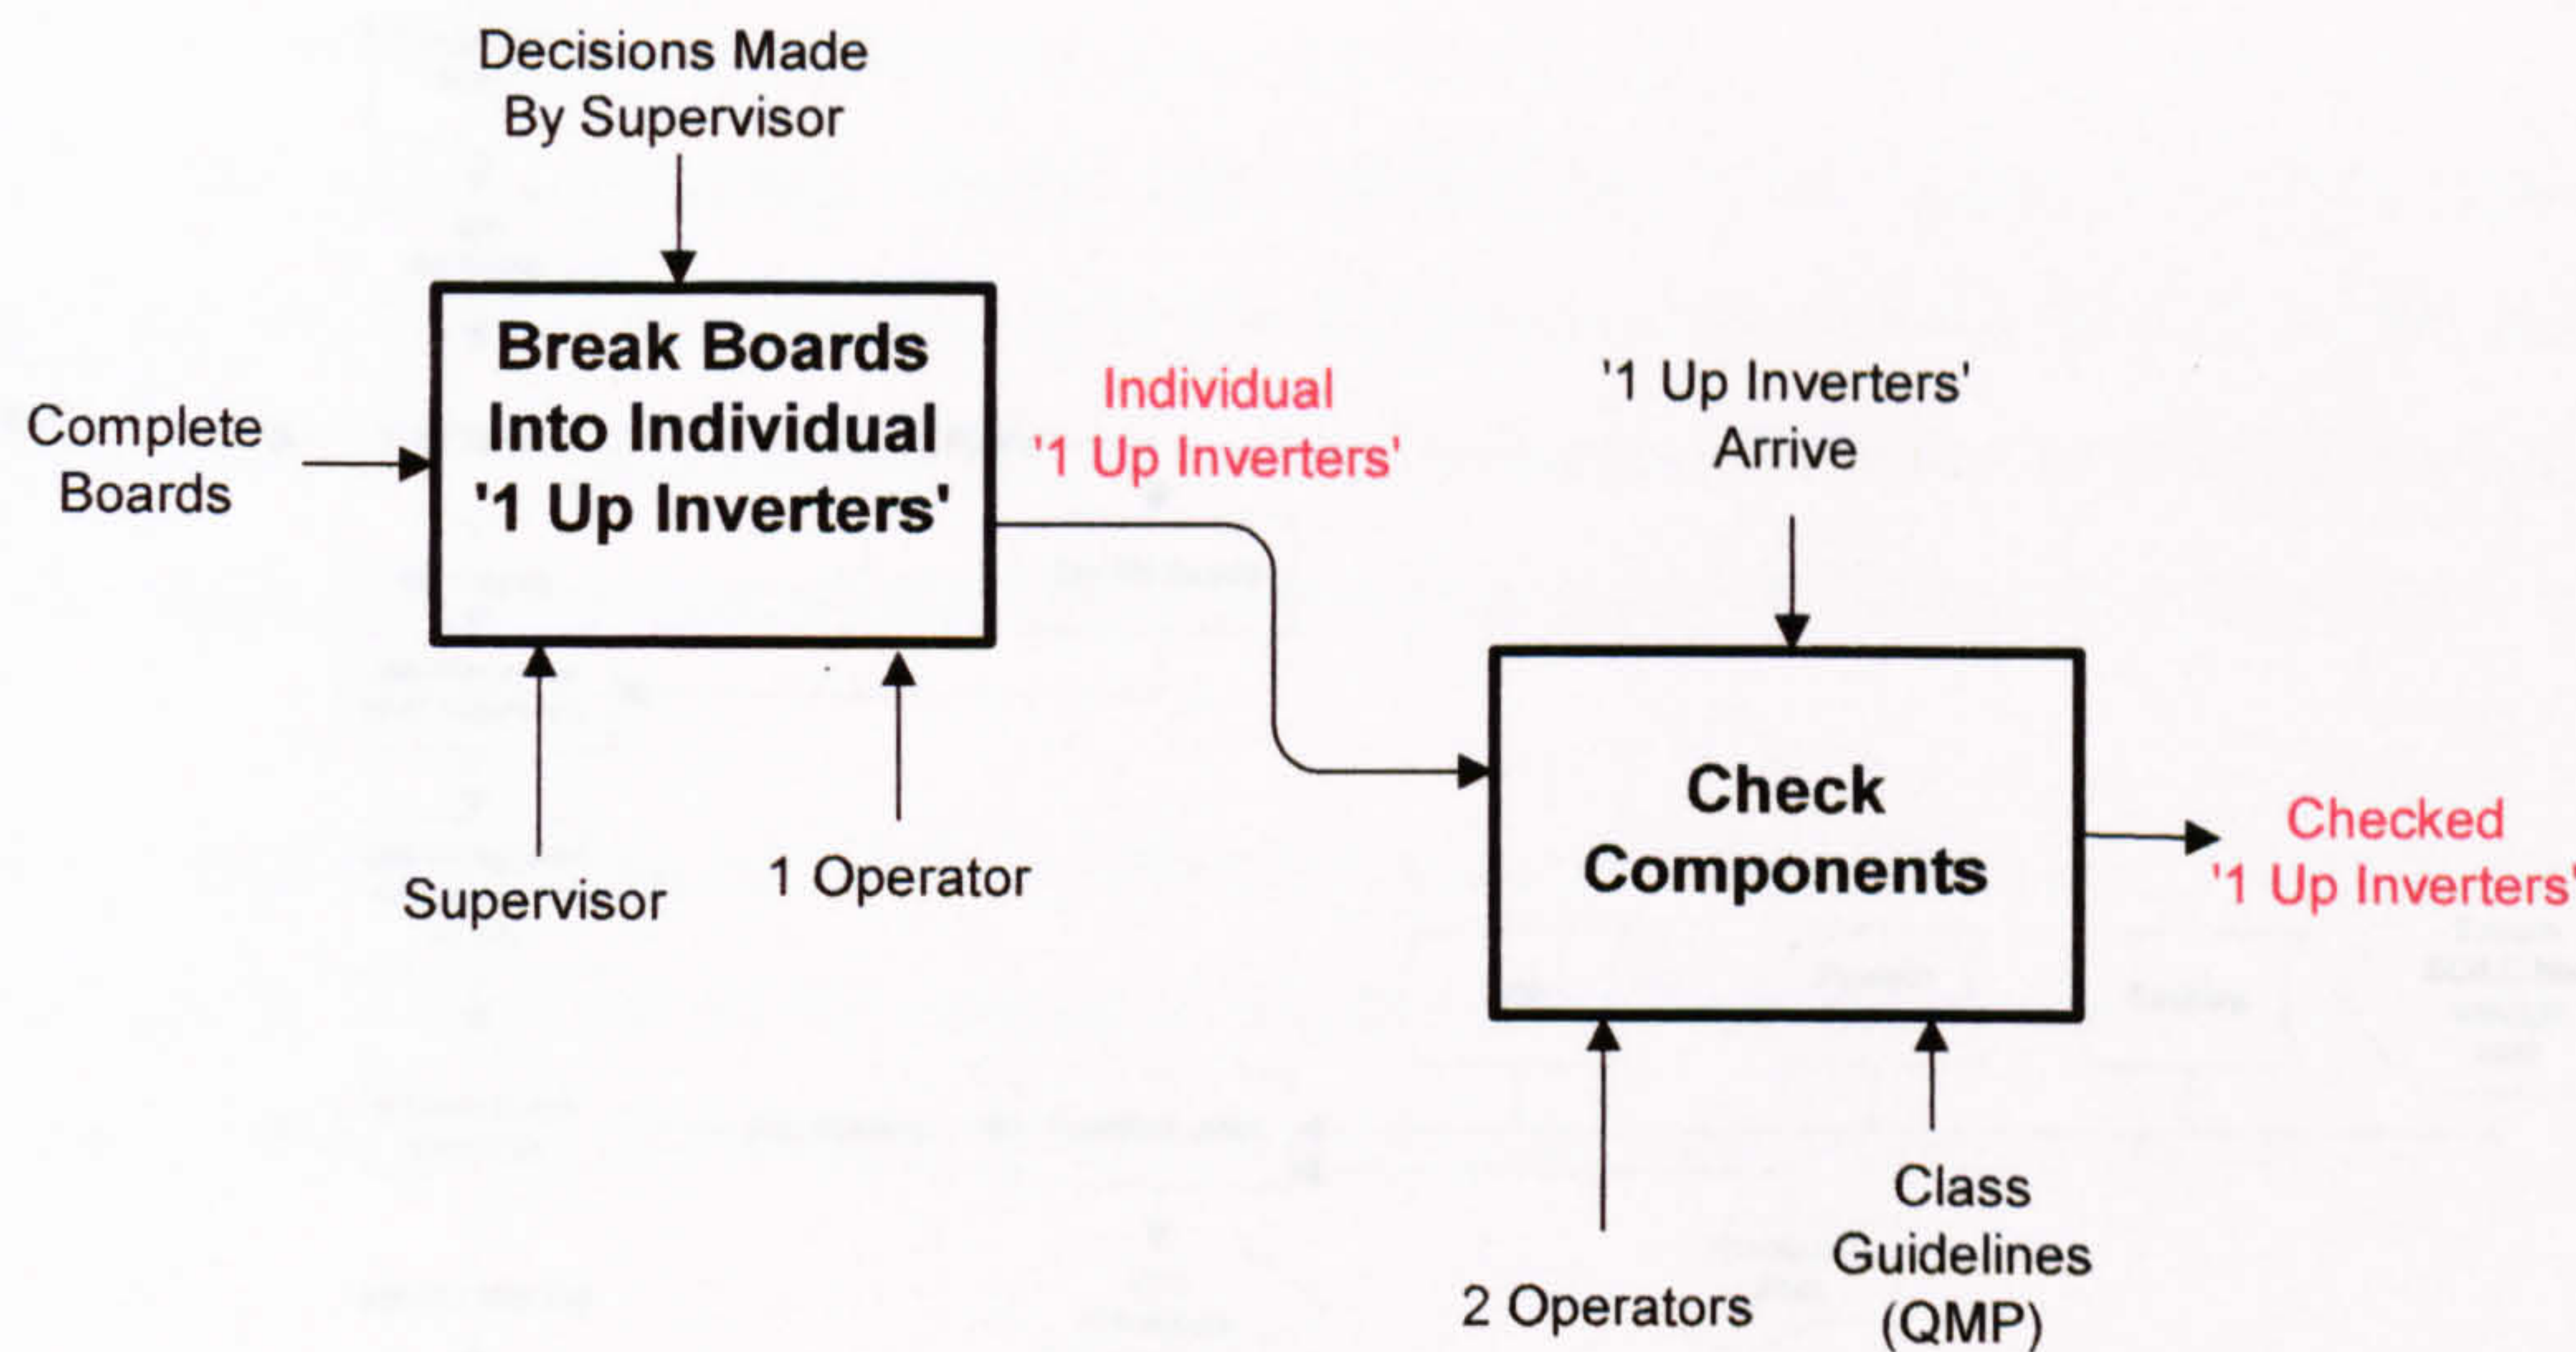 Decisions Made
By Supervisor
Complete
Boards
Break Boards
Into Individual
'1 Up Inverters'
Individual
'1 Up Inverters'
Supervisor
1 Operator
'1 Up Inverters'
Arrive
Check
Components
Checked
'1 Up Inverters'
2 Operators
Class
Guidelines
(QMP)